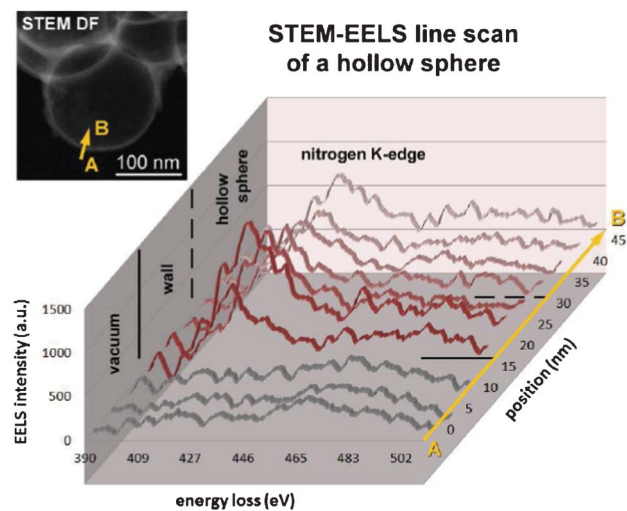 STEM DF
B
A
100 nm
STEM-EELS line scan
of a hollow sphere
nitrogen K-edge
hollow
sphere
wall
vacuum
B
45
40
35
30
25
20
15
10
5
0
A
position (nm)
1500
1000
500
0
EELS intensity (a.u.)
390 409 427 446 465 483 502
energy loss (eV)